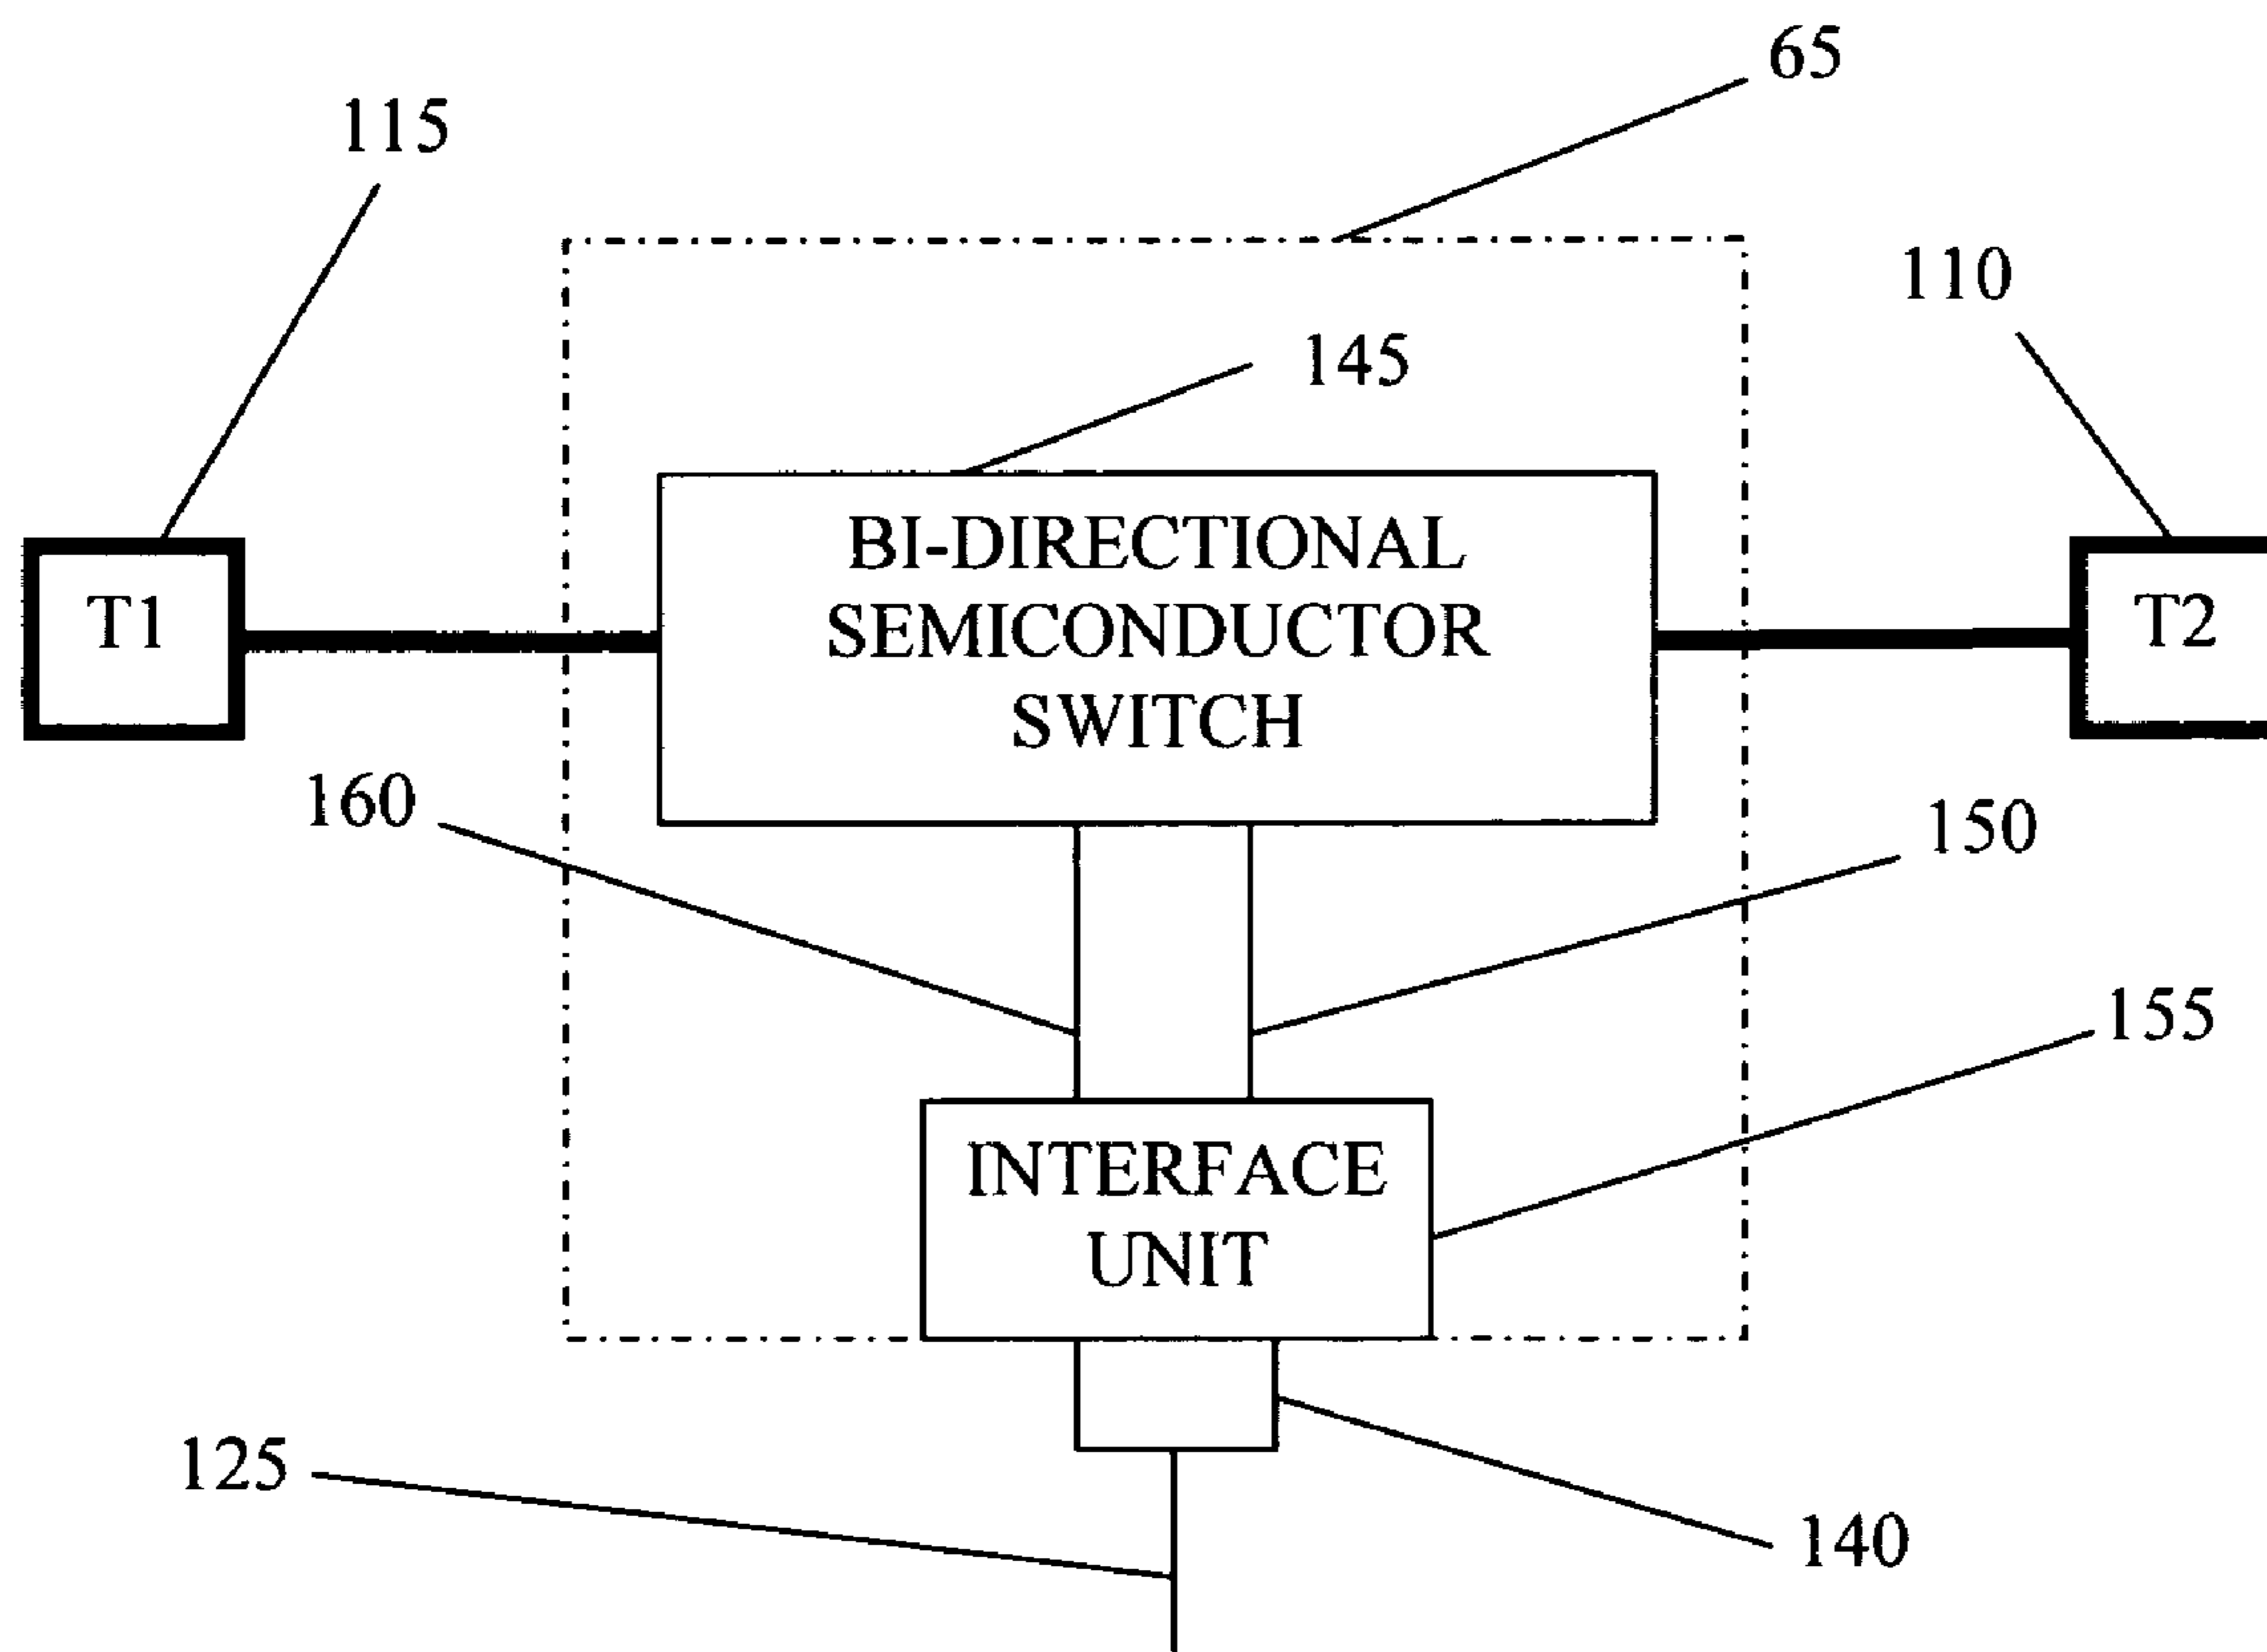 65
115
110
145
BI-DIRECTIONAL
SEMICONDUCTOR
SWITCH
T1
T2
160
150
155
INTERFACE
UNIT
125
140